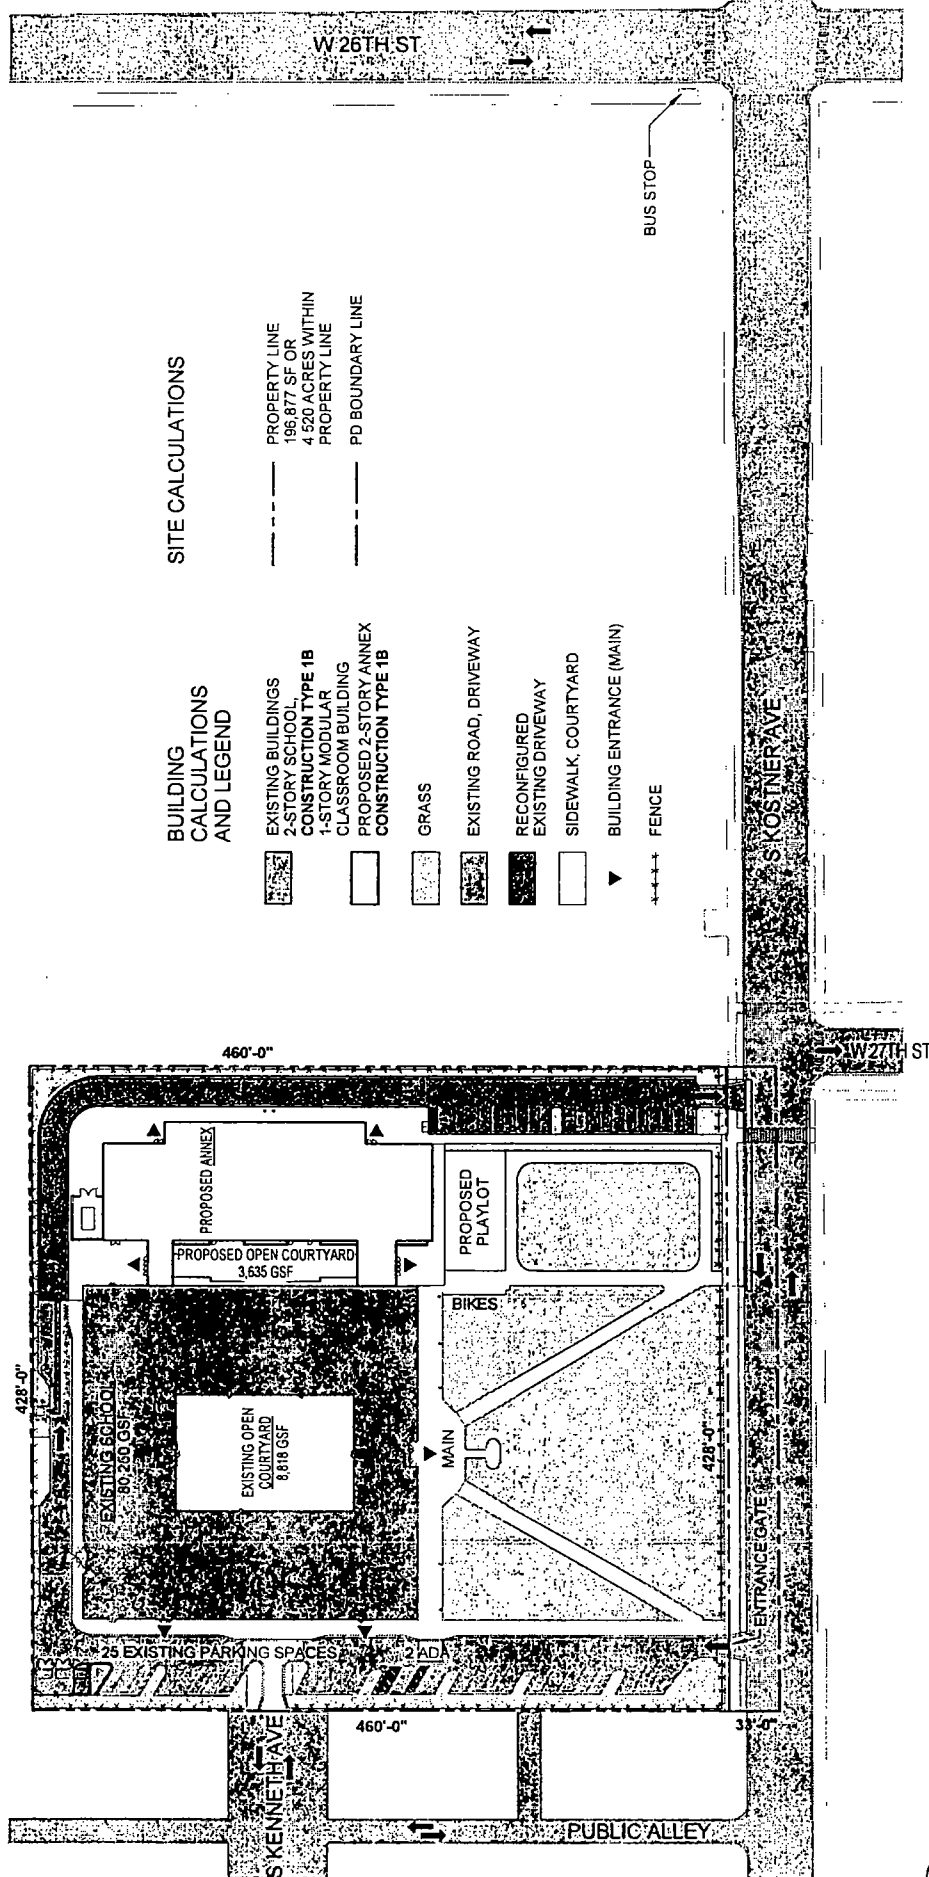 W 26TH ST
BUS STOP
SITE CALCULATIONS
PROPERTY LINE
196,877 SF OR
4 520 ACRES WITHIN
PROPERTY LINE
PD BOUNDARY LINE
BUILDING
CALCULATIONS
AND LEGEND
EXISTING BUILDINGS
2-STORY SCHOOL,
CONSTRUCTION TYPE 1B
1-STORY MODULAR
CLASSROOM BUILDING
PROPOSED 2-STORY ANNEX
CONSTRUCTION TYPE 1B
GRASS
EXISTING ROAD, DRIVEWAY
RECONFIGURED
EXISTING DRIVEWAY
SIDEWALK, COURTYARD
BUILDING ENTRANCE (MAIN)
FENCE
S KOSTNER AVE
W 27TH ST
460'-0"
PROPOSED ANNEX
PROPOSED
PLAYLOT
PROPOSED OPEN COURTYARD
3,635 GSF
BIKES
428'-0"
EXISTING SCHOOL
80,260 GSF
EXISTING OPEN
COURTYARD
8,818 GSF
MAIN
428'-0"
ENTRANCE GATE
25 EXISTING PARKING SPACES
2 ADA
460'-0"
33'-0"
S KENNETH AVE
PUBLIC ALLEY